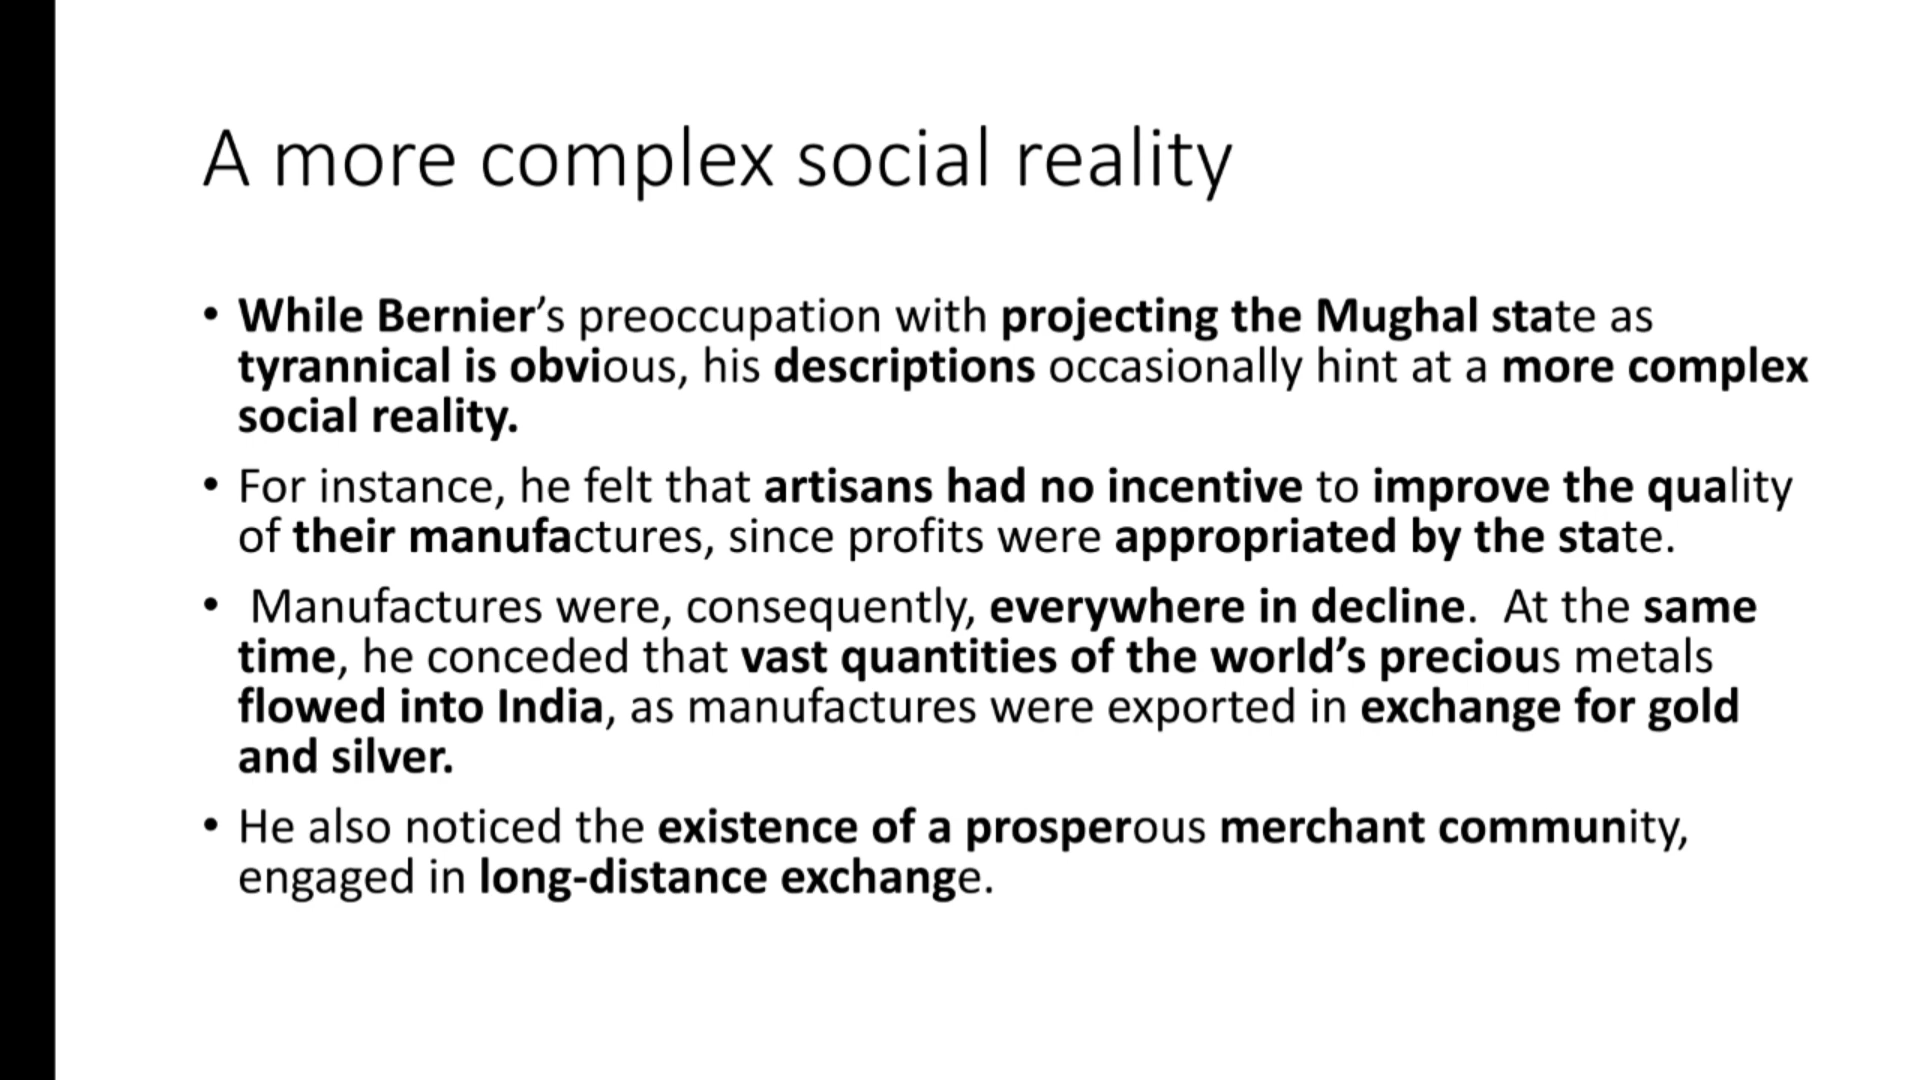 A more complex social reality
• While Bernier’s preoccupation with projecting the Mughal state as
tyrannical is obvious, his descriptions occasionally hint at a more complex
social reality.
• For instance, he felt that artisans had no incentive to improve the quality
of their manufactures, since profits were appropriated by the state.
• Manufactures were, consequently, everywhere in decline.  At the same
time, he conceded that vast quantities of the world’s precious metals
flowed into India, as manufactures were exported in exchange for gold
and silver.
• He also noticed the existence of a prosperous merchant community,
engaged in long-distance exchange.